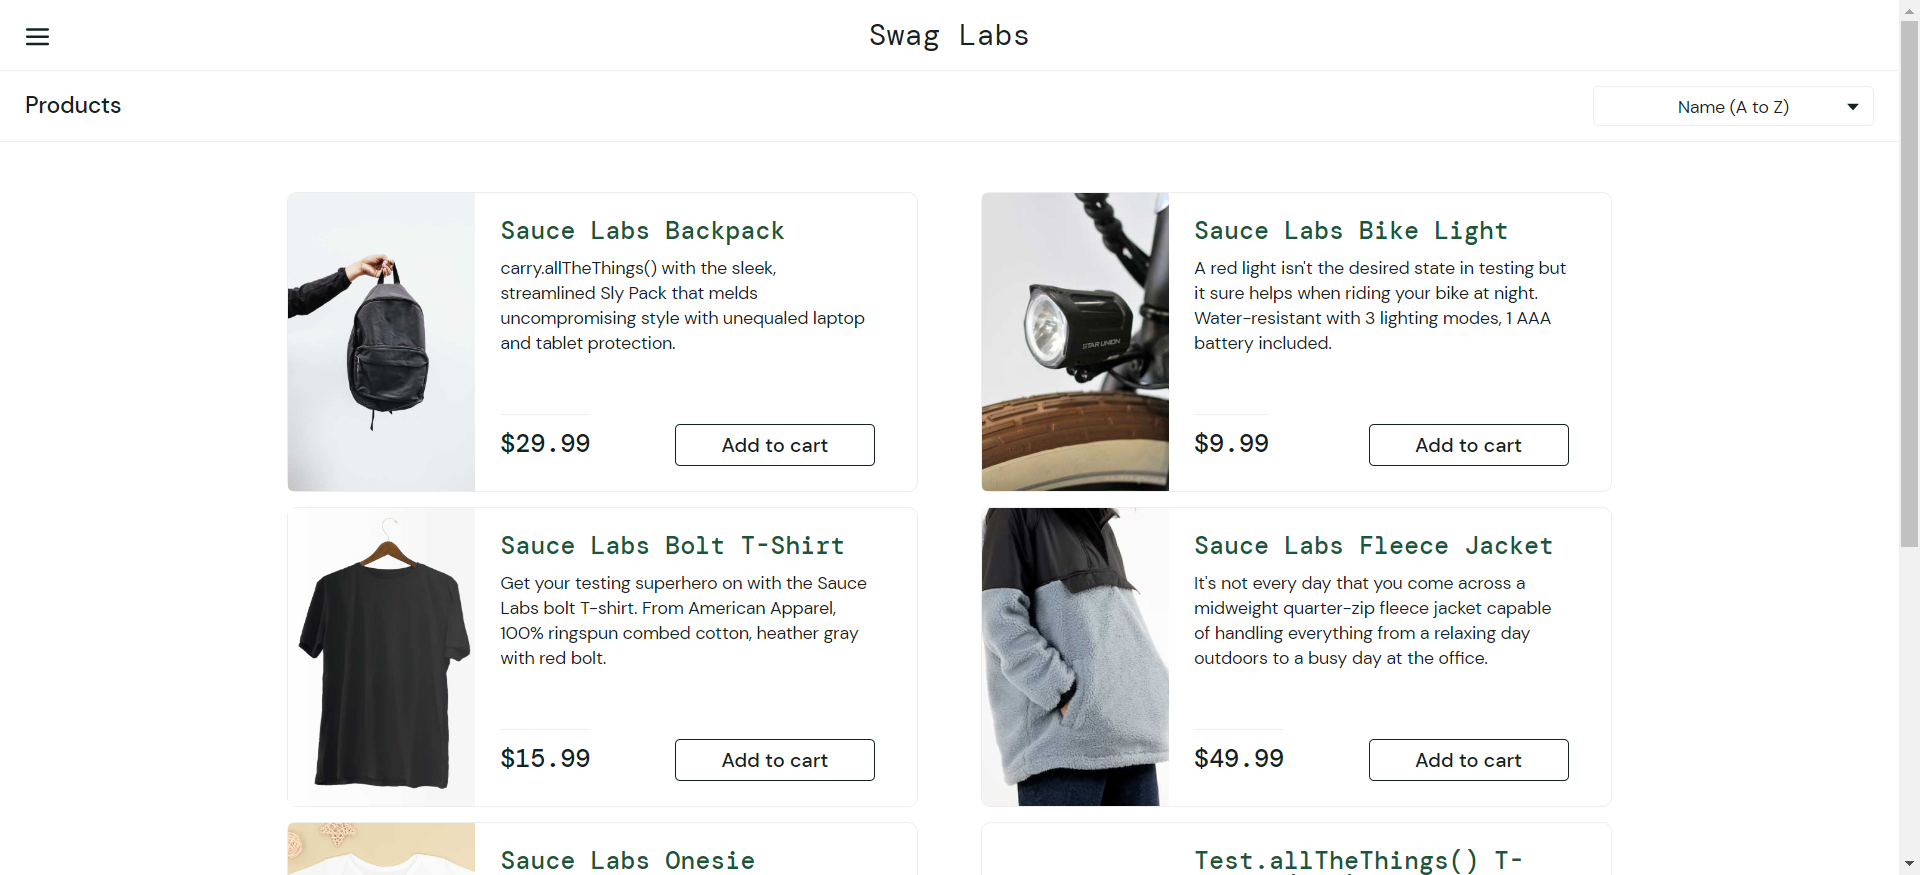 Swag Labs
Products
Name (A to Z)
Sauce Labs Backpack
carry.allTheThings() with the sleek,
streamlined Sly Pack that melds
uncompromising style with unequaled laptop
and tablet protection.
$29.99
Add to cart
Sauce Labs Bike Light
A red light isn't the desired state in testing but
it sure helps when riding your bike at night.
Water-resistant with 3 lighting modes, 1 AAA
battery included.
STAR UNION
$9.99
Add to cart
Sauce Labs Bolt T-Shirt
Get your testing superhero on with the Sauce
Labs bolt T-shirt. From American Apparel,
100% ringspun combed cotton, heather gray
with red bolt.
$15.99
Add to cart
Sauce Labs Fleece Jacket
It's not every day that you come across a
midweight quarter-zip fleece jacket capable
of handling everything from a relaxing day
outdoors to a busy day at the office.
$49.99
Add to cart
Sauce Labs Onesie
Test.allTheThings() T-